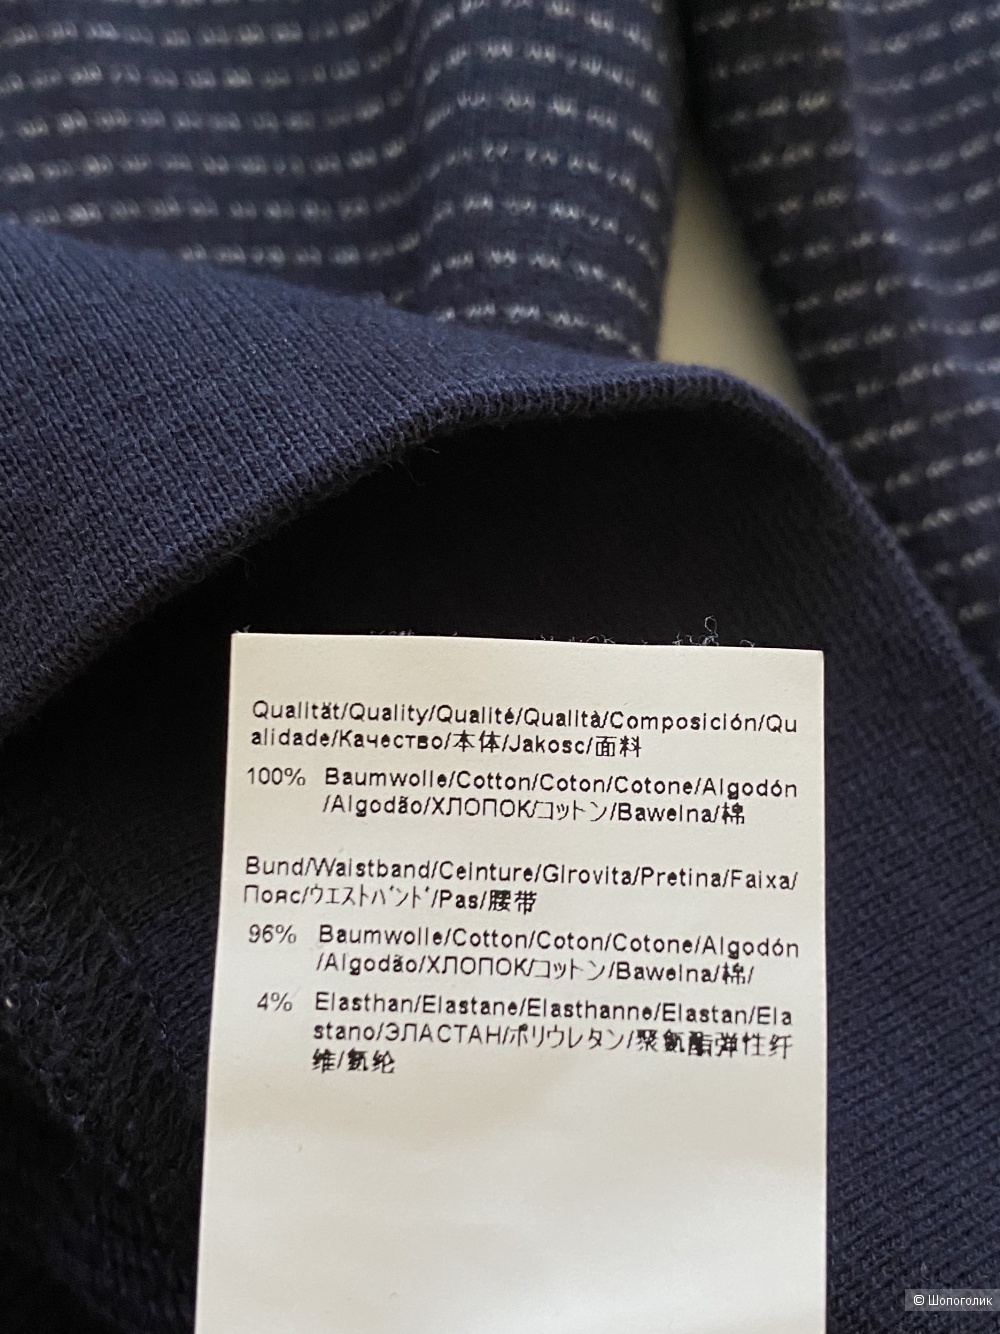 Qualität/Quality/Qualité/Qualità/Composición/Qu
alidade/Качество/本体/Jakosc/面料
100% Baumwolle/Cotton/Coton/Cotone/Algodón
/Algodão/ХЛОПОК/コットン/Bawelna/棉
Bund/Waistband/Ceinture/Girovita/Pretina/Faixa/
Пояс/ウエストバンド/Pas/腰带
96% Baumwolle/Cotton/Coton/Cotone/Algodón
/Algodão/ХЛОПОК/コットン/Bawelna/棉/
4% Elasthan/Elastane/Elasthanne/Elastan/Ela
stano/ЭЛАСТАН/ポリウレタン/聚氨酯弹性纤
维/氨纶
© Шопоголик